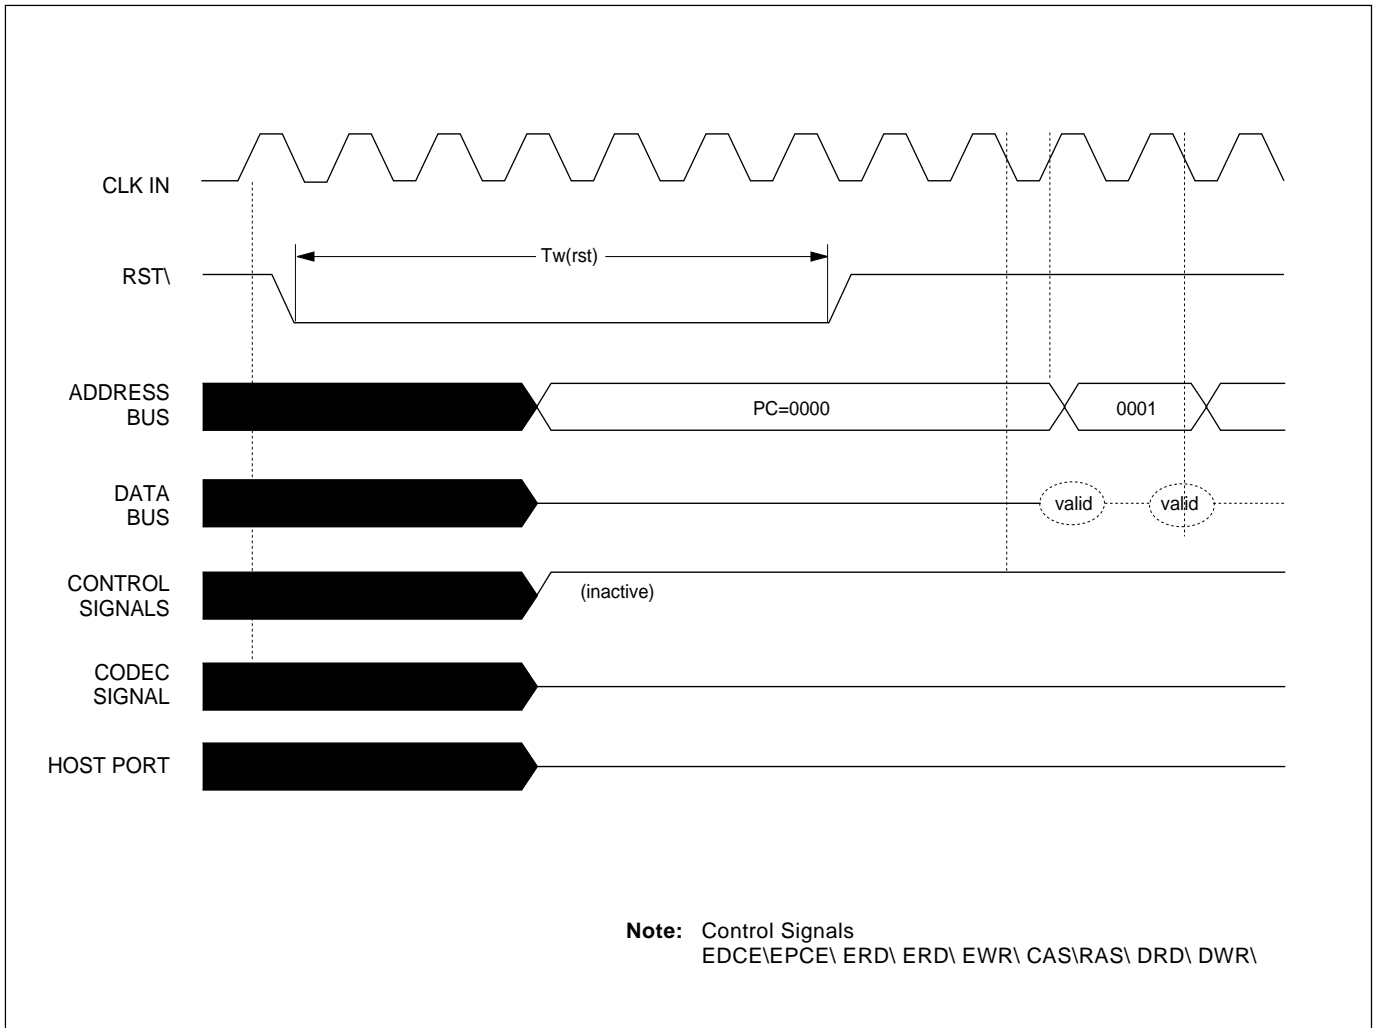 CLK IN
Tw(rst)
RST\
ADDRESS
BUS
PC=0000
0001
DATA
BUS
valid
valid
CONTROL
SIGNALS
(inactive)
CODEC
SIGNAL
HOST PORT
Note: Control Signals
EDCE\EPCE\ ERD\ ERD\ EWR\ CAS\RAS\ DRD\ DWR\